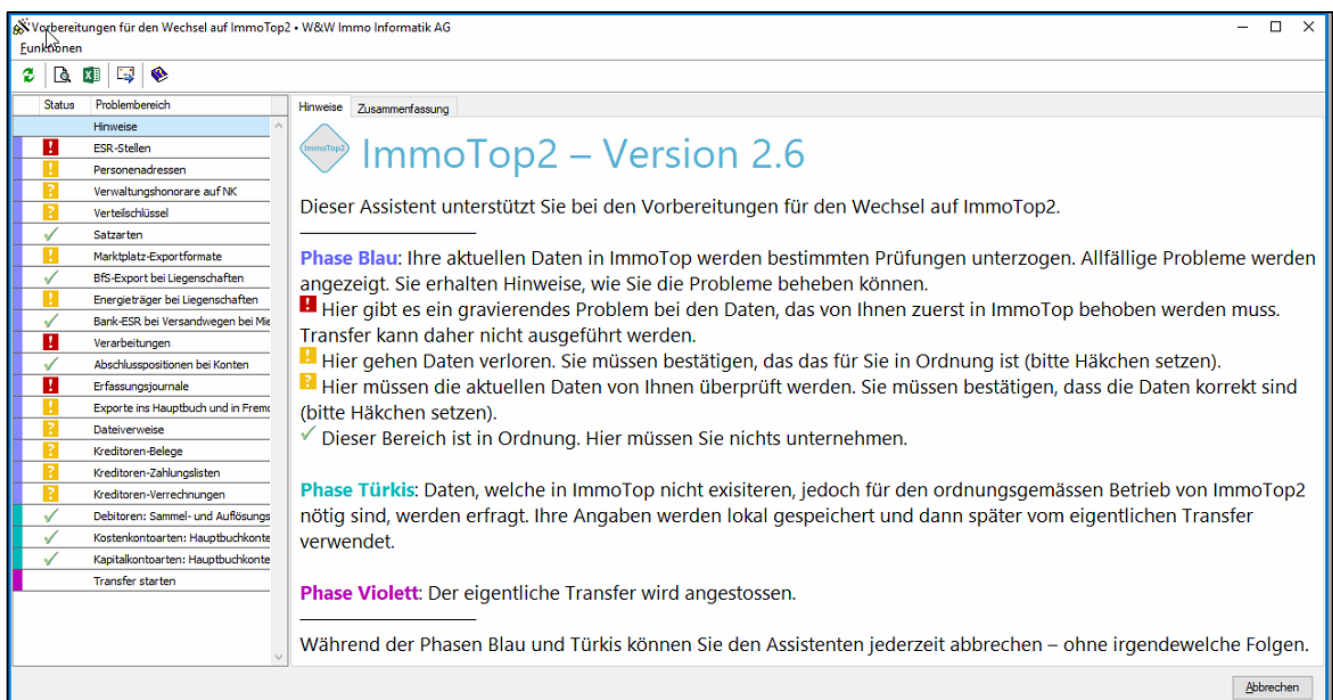 Vorbereitungen für den Wechsel auf ImmoTop2 • W&W Immo Informatik AG
Funktionen
Status Problembereich
Hinweise
ESR-Stellen
Personenadressen
Verwaltungshonorare auf NK
Verteilschlüssel
Satzarten
Marktplatz-Exportformate
BfS-Export bei Liegenschaften
Energieträger bei Liegenschaften
Bank-ESR bei Versandwegen bei Mie
Verarbeitungen
Abschlusspositionen bei Konten
Erfassungsjournale
Exporte ins Hauptbuch und in Fremd
Dateiverweise
Kreditoren-Belege
Kreditoren-Zahlungslisten
Kreditoren-Verrechnungen
Debitoren: Sammel- und Auflösungs
Kostenkontoarten: Hauptbuchkonte
Kapitalkontoarten: Hauptbuchkonte
Transfer starten
Hinweise Zusammenfassung
ImmoTop2
ImmoTop2 – Version 2.6
Dieser Assistent unterstützt Sie bei den Vorbereitungen für den Wechsel auf ImmoTop2.
Phase Blau: Ihre aktuellen Daten in ImmoTop werden bestimmten Prüfungen unterzogen. Allfällige Probleme werden
angezeigt. Sie erhalten Hinweise, wie Sie die Probleme beheben können.
! Hier gibt es ein gravierendes Problem bei den Daten, das von Ihnen zuerst in ImmoTop behoben werden muss.
Transfer kann daher nicht ausgeführt werden.
! Hier gehen Daten verloren. Sie müssen bestätigen, das das für Sie in Ordnung ist (bitte Häkchen setzen).
? Hier müssen die aktuellen Daten von Ihnen überprüft werden. Sie müssen bestätigen, dass die Daten korrekt sind
(bitte Häkchen setzen).
✓ Dieser Bereich ist in Ordnung. Hier müssen Sie nichts unternehmen.
Phase Türkis: Daten, welche in ImmoTop nicht exisiteren, jedoch für den ordnungsgemässen Betrieb von ImmoTop2
nötig sind, werden erfragt. Ihre Angaben werden lokal gespeichert und dann später vom eigentlichen Transfer
verwendet.
Phase Violett: Der eigentliche Transfer wird angestossen.
Während der Phasen Blau und Türkis können Sie den Assistenten jederzeit abbrechen – ohne irgendewelche Folgen.
Abbrechen